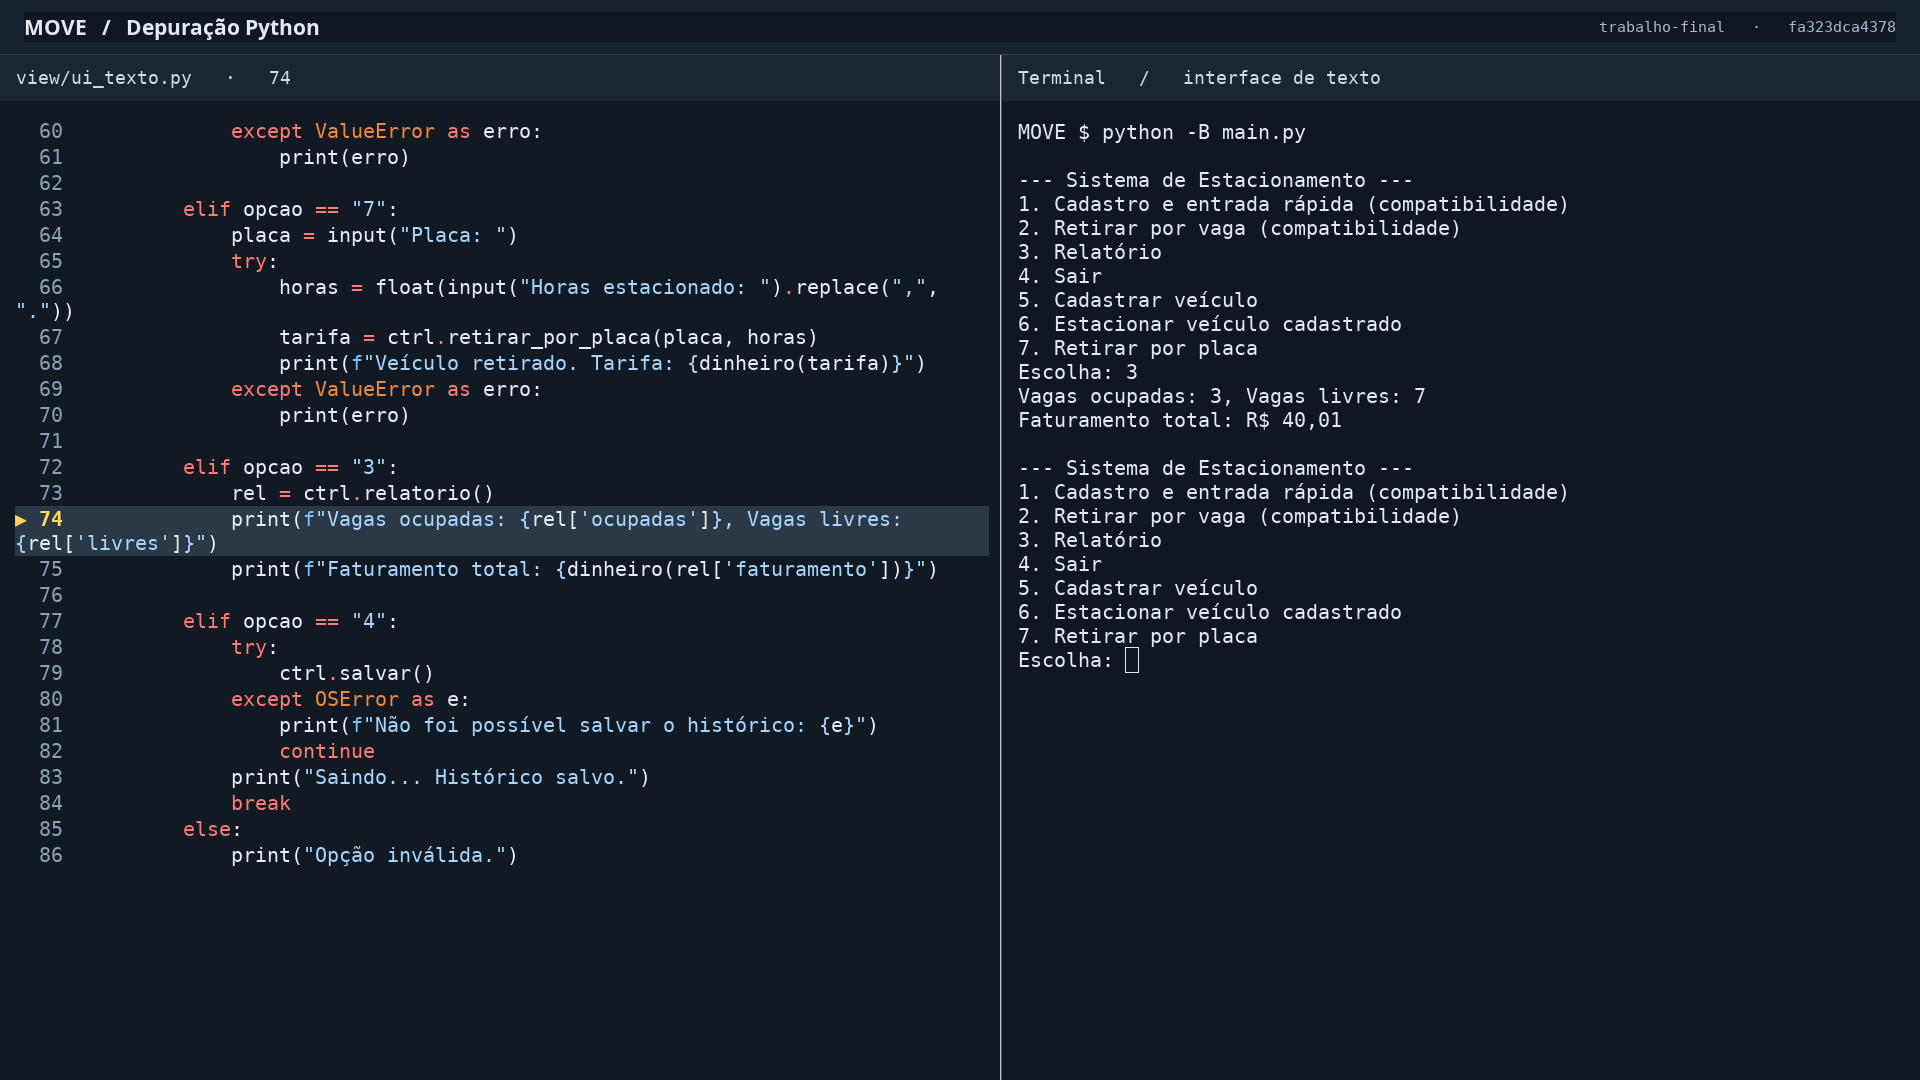 MOVE / Depuração Python
trabalho-final · fa323dca4378
view/ui_texto.py · 74
60 except ValueError as erro:
61 print(erro)
62
63 elif opcao == "7":
64 placa = input("Placa: ")
65 try:
66 horas = float(input("Horas estacionado: ").replace(",",
"."))
67 tarifa = ctrl.retirar_por_placa(placa, horas)
68 print(f"Veículo retirado. Tarifa: {dinheiro(tarifa)}")
69 except ValueError as erro:
70 print(erro)
71
72 elif opcao == "3":
73 rel = ctrl.relatorio()
▶ 74 print(f"Vagas ocupadas: {rel['ocupadas']}, Vagas livres:
{rel['livres']}")
75 print(f"Faturamento total: {dinheiro(rel['faturamento'])}")
76
77 elif opcao == "4":
78 try:
79 ctrl.salvar()
80 except OSError as e:
81 print(f"Não foi possível salvar o histórico: {e}")
82 continue
83 print("Saindo... Histórico salvo.")
84 break
85 else:
86 print("Opção inválida.")
Terminal / interface de texto
MOVE $ python -B main.py
--- Sistema de Estacionamento ---
1. Cadastro e entrada rápida (compatibilidade)
2. Retirar por vaga (compatibilidade)
3. Relatório
4. Sair
5. Cadastrar veículo
6. Estacionar veículo cadastrado
7. Retirar por placa
Escolha: 3
Vagas ocupadas: 3, Vagas livres: 7
Faturamento total: R$ 40,01
--- Sistema de Estacionamento ---
1. Cadastro e entrada rápida (compatibilidade)
2. Retirar por vaga (compatibilidade)
3. Relatório
4. Sair
5. Cadastrar veículo
6. Estacionar veículo cadastrado
7. Retirar por placa
Escolha: